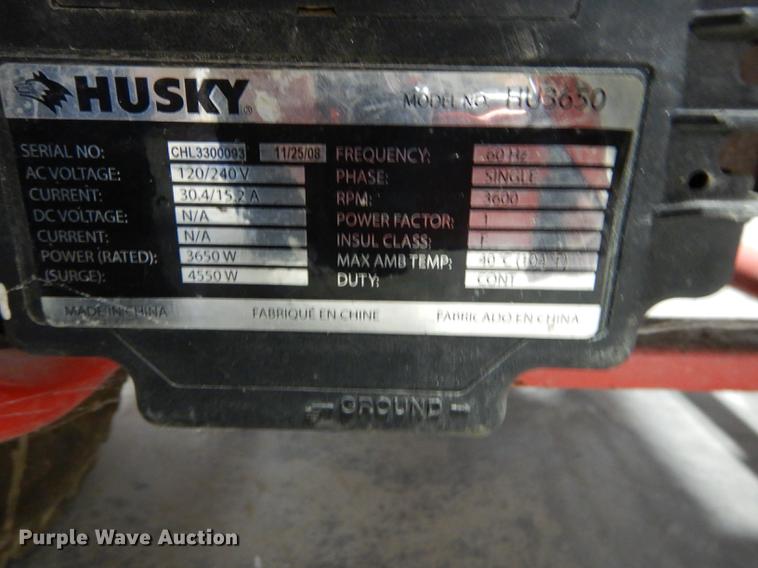 HUSKY
MODEL NO. HU3650
SERIAL NO: CHL3300093 11/25/08
AC VOLTAGE: 120/240 V
CURRENT: 30.4/15.2 A
DC VOLTAGE: N/A
CURRENT: N/A
POWER (RATED): 3650 W
(SURGE): 4550 W
FREQUENCY: 60 Hz
PHASE: SINGLE
RPM: 3600
POWER FACTOR: 1
INSUL CLASS: F
MAX AMB TEMP: 40°C (104°F)
DUTY: CONT
MADE IN CHINA FABRIQUÉ EN CHINE FABRICADO EN CHINA
GROUND
Purple Wave Auction